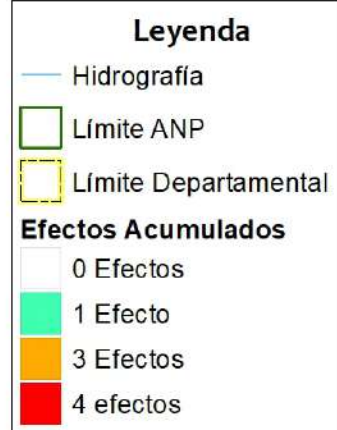 Leyenda
Hidrografía
Límite ANP
Límite Departamental
Efectos Acumulados
0 Efectos
1 Efecto
3 Efectos
4 efectos